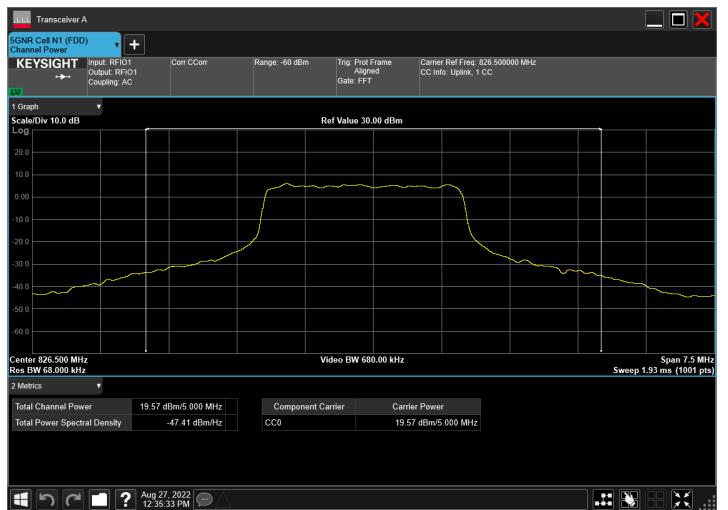 Transceiver A
5GNR Cell N1 (FDD)
Channel Power
KEYSIGHT
LXI
Input: RFIO1
Output: RFIO1
Coupling: AC
Corr CCorr
Range: -60 dBm
Trig: Prot Frame
Aligned
Gate: FFT
Carrier Ref Freq: 826.500000 MHz
CC Info: Uplink, 1 CC
1 Graph
Scale/Div 10.0 dB
Ref Value 30.00 dBm
Log
20.0
10.0
0.00
-10.0
-20.0
-30.0
-40.0
-50.0
-60.0
Center 826.500 MHz
Video BW 680.00 kHz
Span 7.5 MHz
Res BW 68.000 kHz
Sweep 1.93 ms (1001 pts)
2 Metrics
Total Channel Power 19.57 dBm/5.000 MHz
Total Power Spectral Density -47.41 dBm/Hz
Component Carrier Carrier Power
CC0 19.57 dBm/5.000 MHz
?
Aug 27, 2022
12:35:33 PM